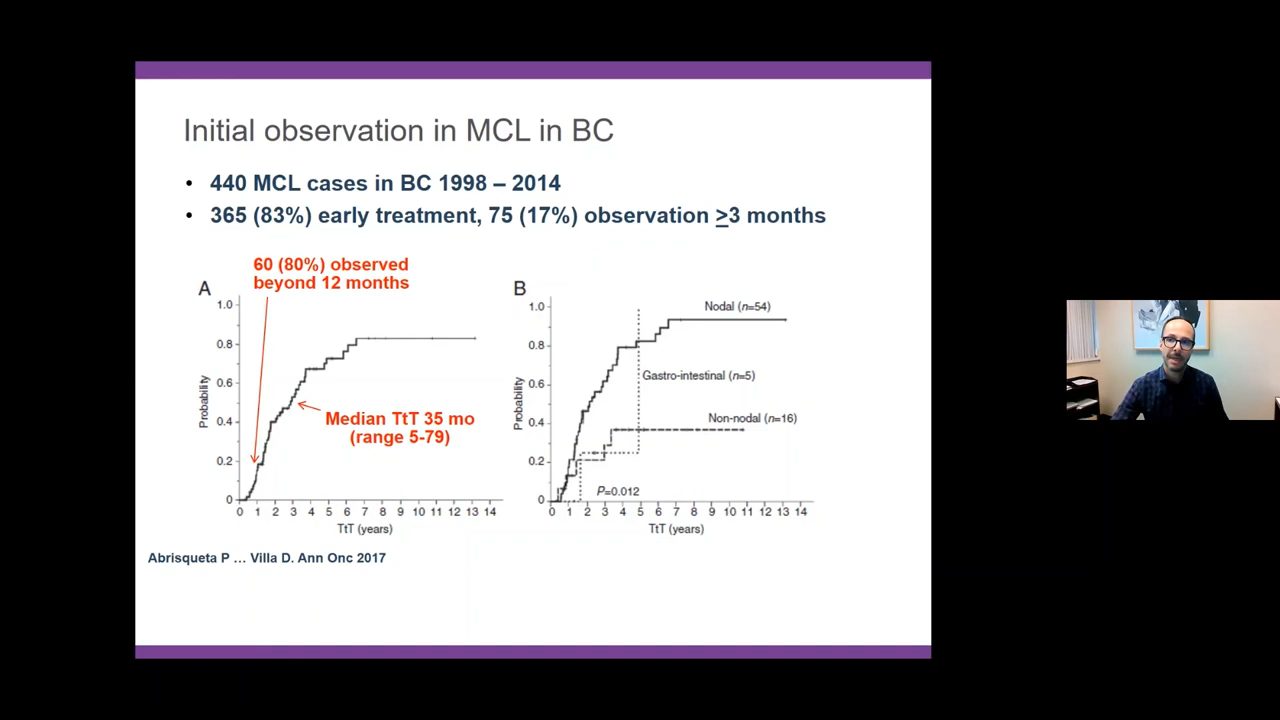 Initial observation in MCL in BC
• 440 MCL cases in BC 1998 – 2014
• 365 (83%) early treatment, 75 (17%) observation >3 months
60 (80%) observed
beyond 12 months
A
1.0
0.8
0.6
0.4
0.2
0
Probability
Median TtT 35 mo
(range 5-79)
0 1 2 3 4 5 6 7 8 9 10 11 12 13 14
TtT (years)
B
1.0
0.8
0.6
0.4
0.2
0
Probability
Nodal (n=54)
Gastro-intestinal (n=5)
Non-nodal (n=16)
P=0.012
0 1 2 3 4 5 6 7 8 9 10 11 12 13 14
TtT (years)
Abrisqueta P … Villa D. Ann Onc 2017